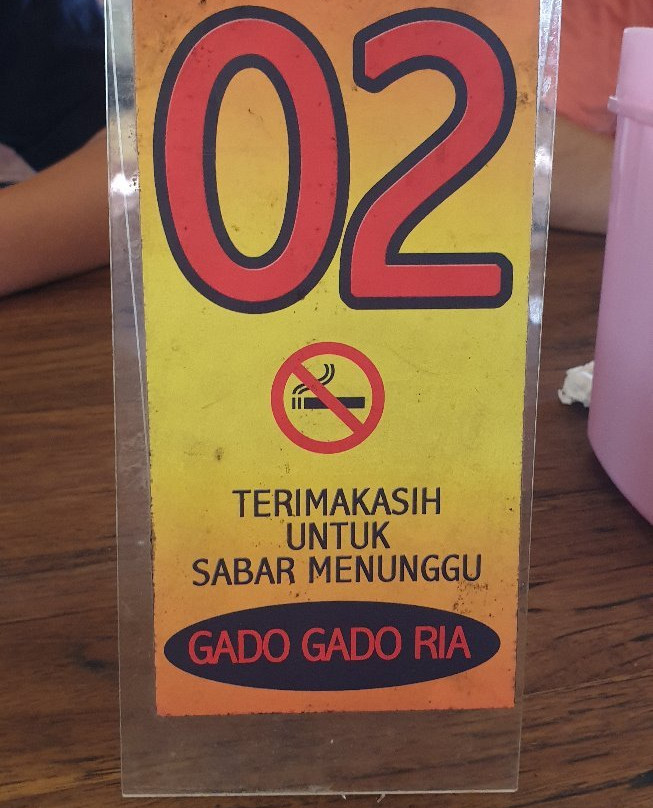 02
TERIMAKASIH
UNTUK
SABAR MENUNGGU
GADO GADO RIA